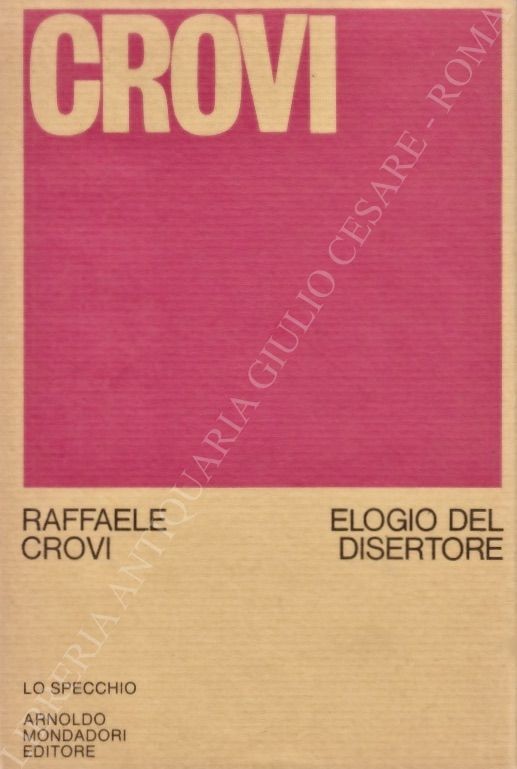 CROVI
RAFFAELE
CROVI
ELOGIO DEL
DISERTORE
LO SPECCHIO
ARNOLDO
MONDADORI
EDITORE
LIBRERIA ANTIQUARIA GIULIO CESARE - ROMA